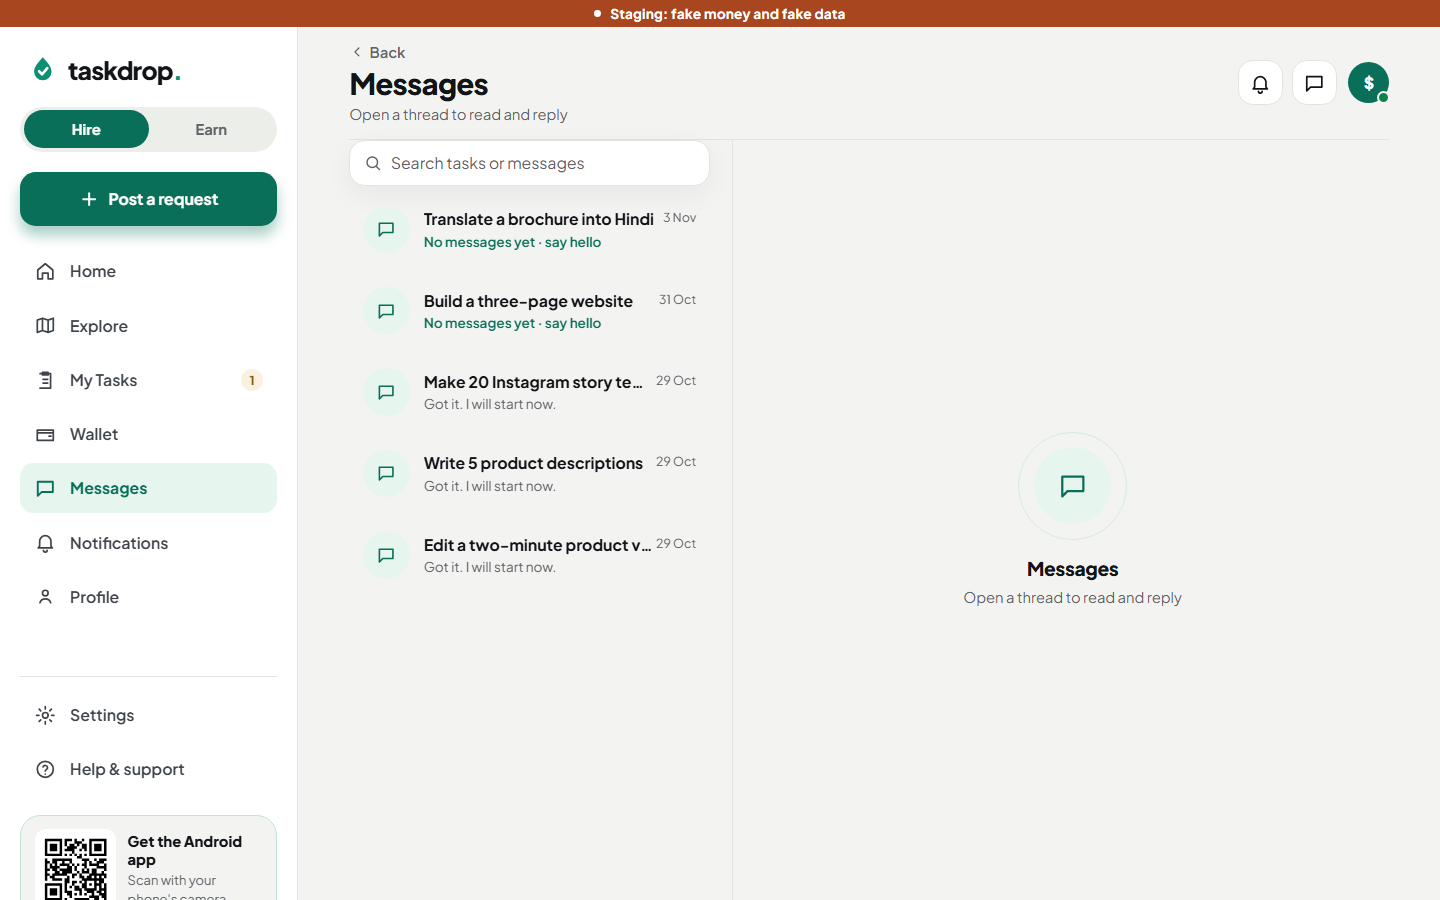 Staging: fake money and fake data
taskdrop.
Hire
Earn
Post a request
Home
Explore
My Tasks
1
Wallet
Messages
Notifications
Profile
Settings
Help & support
Get the Android
app
Scan with your
phone's camera
Back
Messages
Open a thread to read and reply
$
Search tasks or messages
Translate a brochure into Hindi
3 Nov
No messages yet · say hello
Build a three-page website
31 Oct
No messages yet · say hello
Make 20 Instagram story te...
29 Oct
Got it. I will start now.
Write 5 product descriptions
29 Oct
Got it. I will start now.
Edit a two-minute product v...
29 Oct
Got it. I will start now.
Messages
Open a thread to read and reply